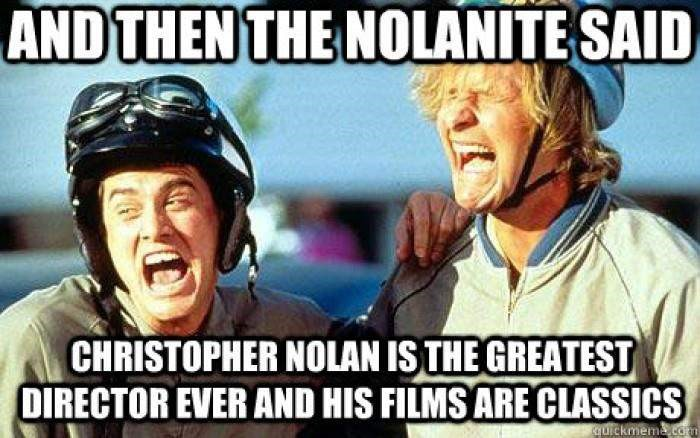 AND THEN THE NOLANITE SAID
CHRISTOPHER NOLAN IS THE GREATEST
DIRECTOR EVER AND HIS FILMS ARE CLASSICS
quickmeme.com